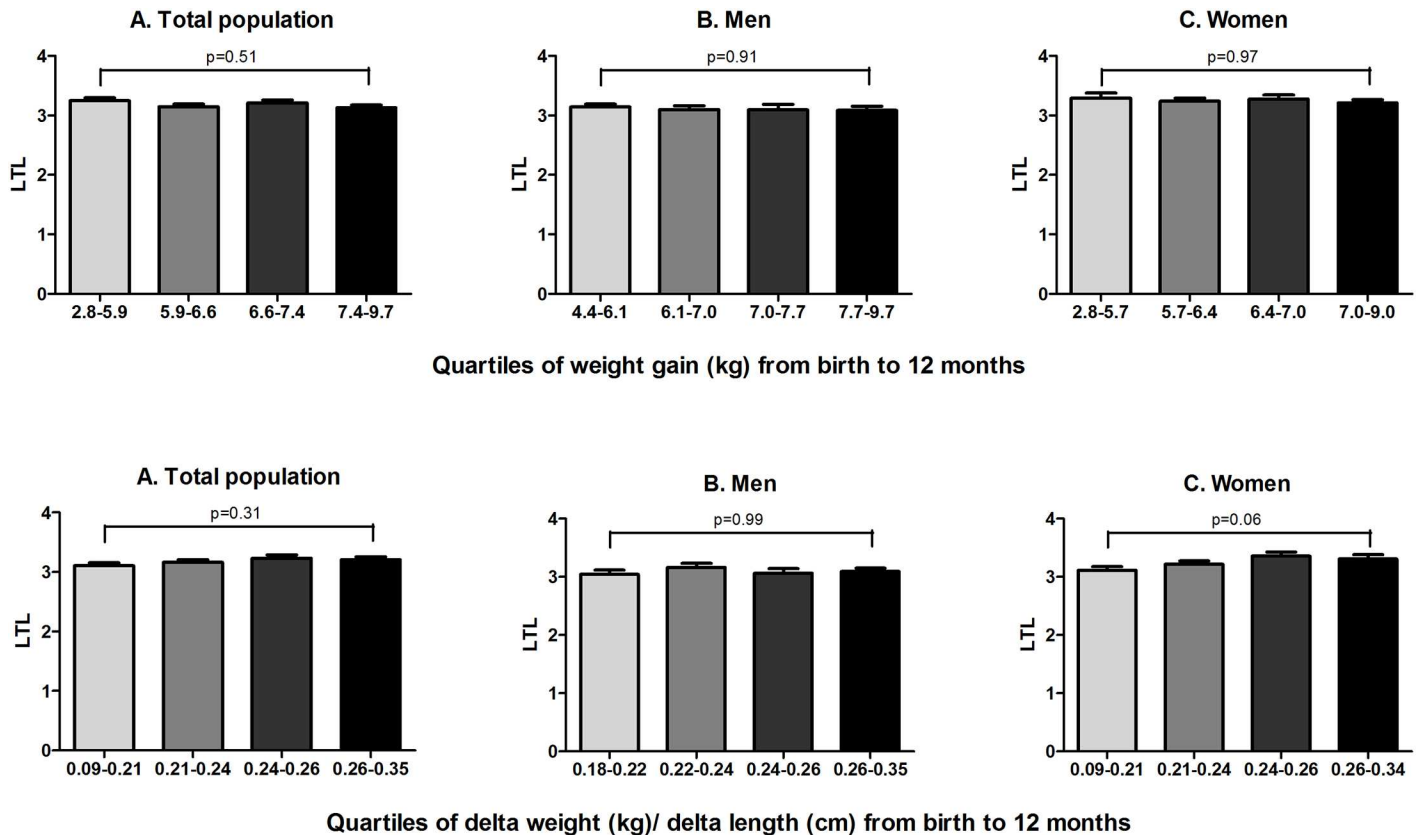 A. Total population
B. Men
C. Women
p=0.51
p=0.91
p=0.97
LTL
4
3
2
1
0
2.8-5.9 5.9-6.6 6.6-7.4 7.4-9.7
LTL
4
3
2
1
0
4.4-6.1 6.1-7.0 7.0-7.7 7.7-9.7
LTL
4
3
2
1
0
2.8-5.7 5.7-6.4 6.4-7.0 7.0-9.0
Quartiles of weight gain (kg) from birth to 12 months
A. Total population
B. Men
C. Women
p=0.31
p=0.99
p=0.06
LTL
4
3
2
1
0
0.09-0.21 0.21-0.24 0.24-0.26 0.26-0.35
LTL
4
3
2
1
0
0.18-0.22 0.22-0.24 0.24-0.26 0.26-0.35
LTL
4
3
2
1
0
0.09-0.21 0.21-0.24 0.24-0.26 0.26-0.34
Quartiles of delta weight (kg)/ delta length (cm) from birth to 12 months